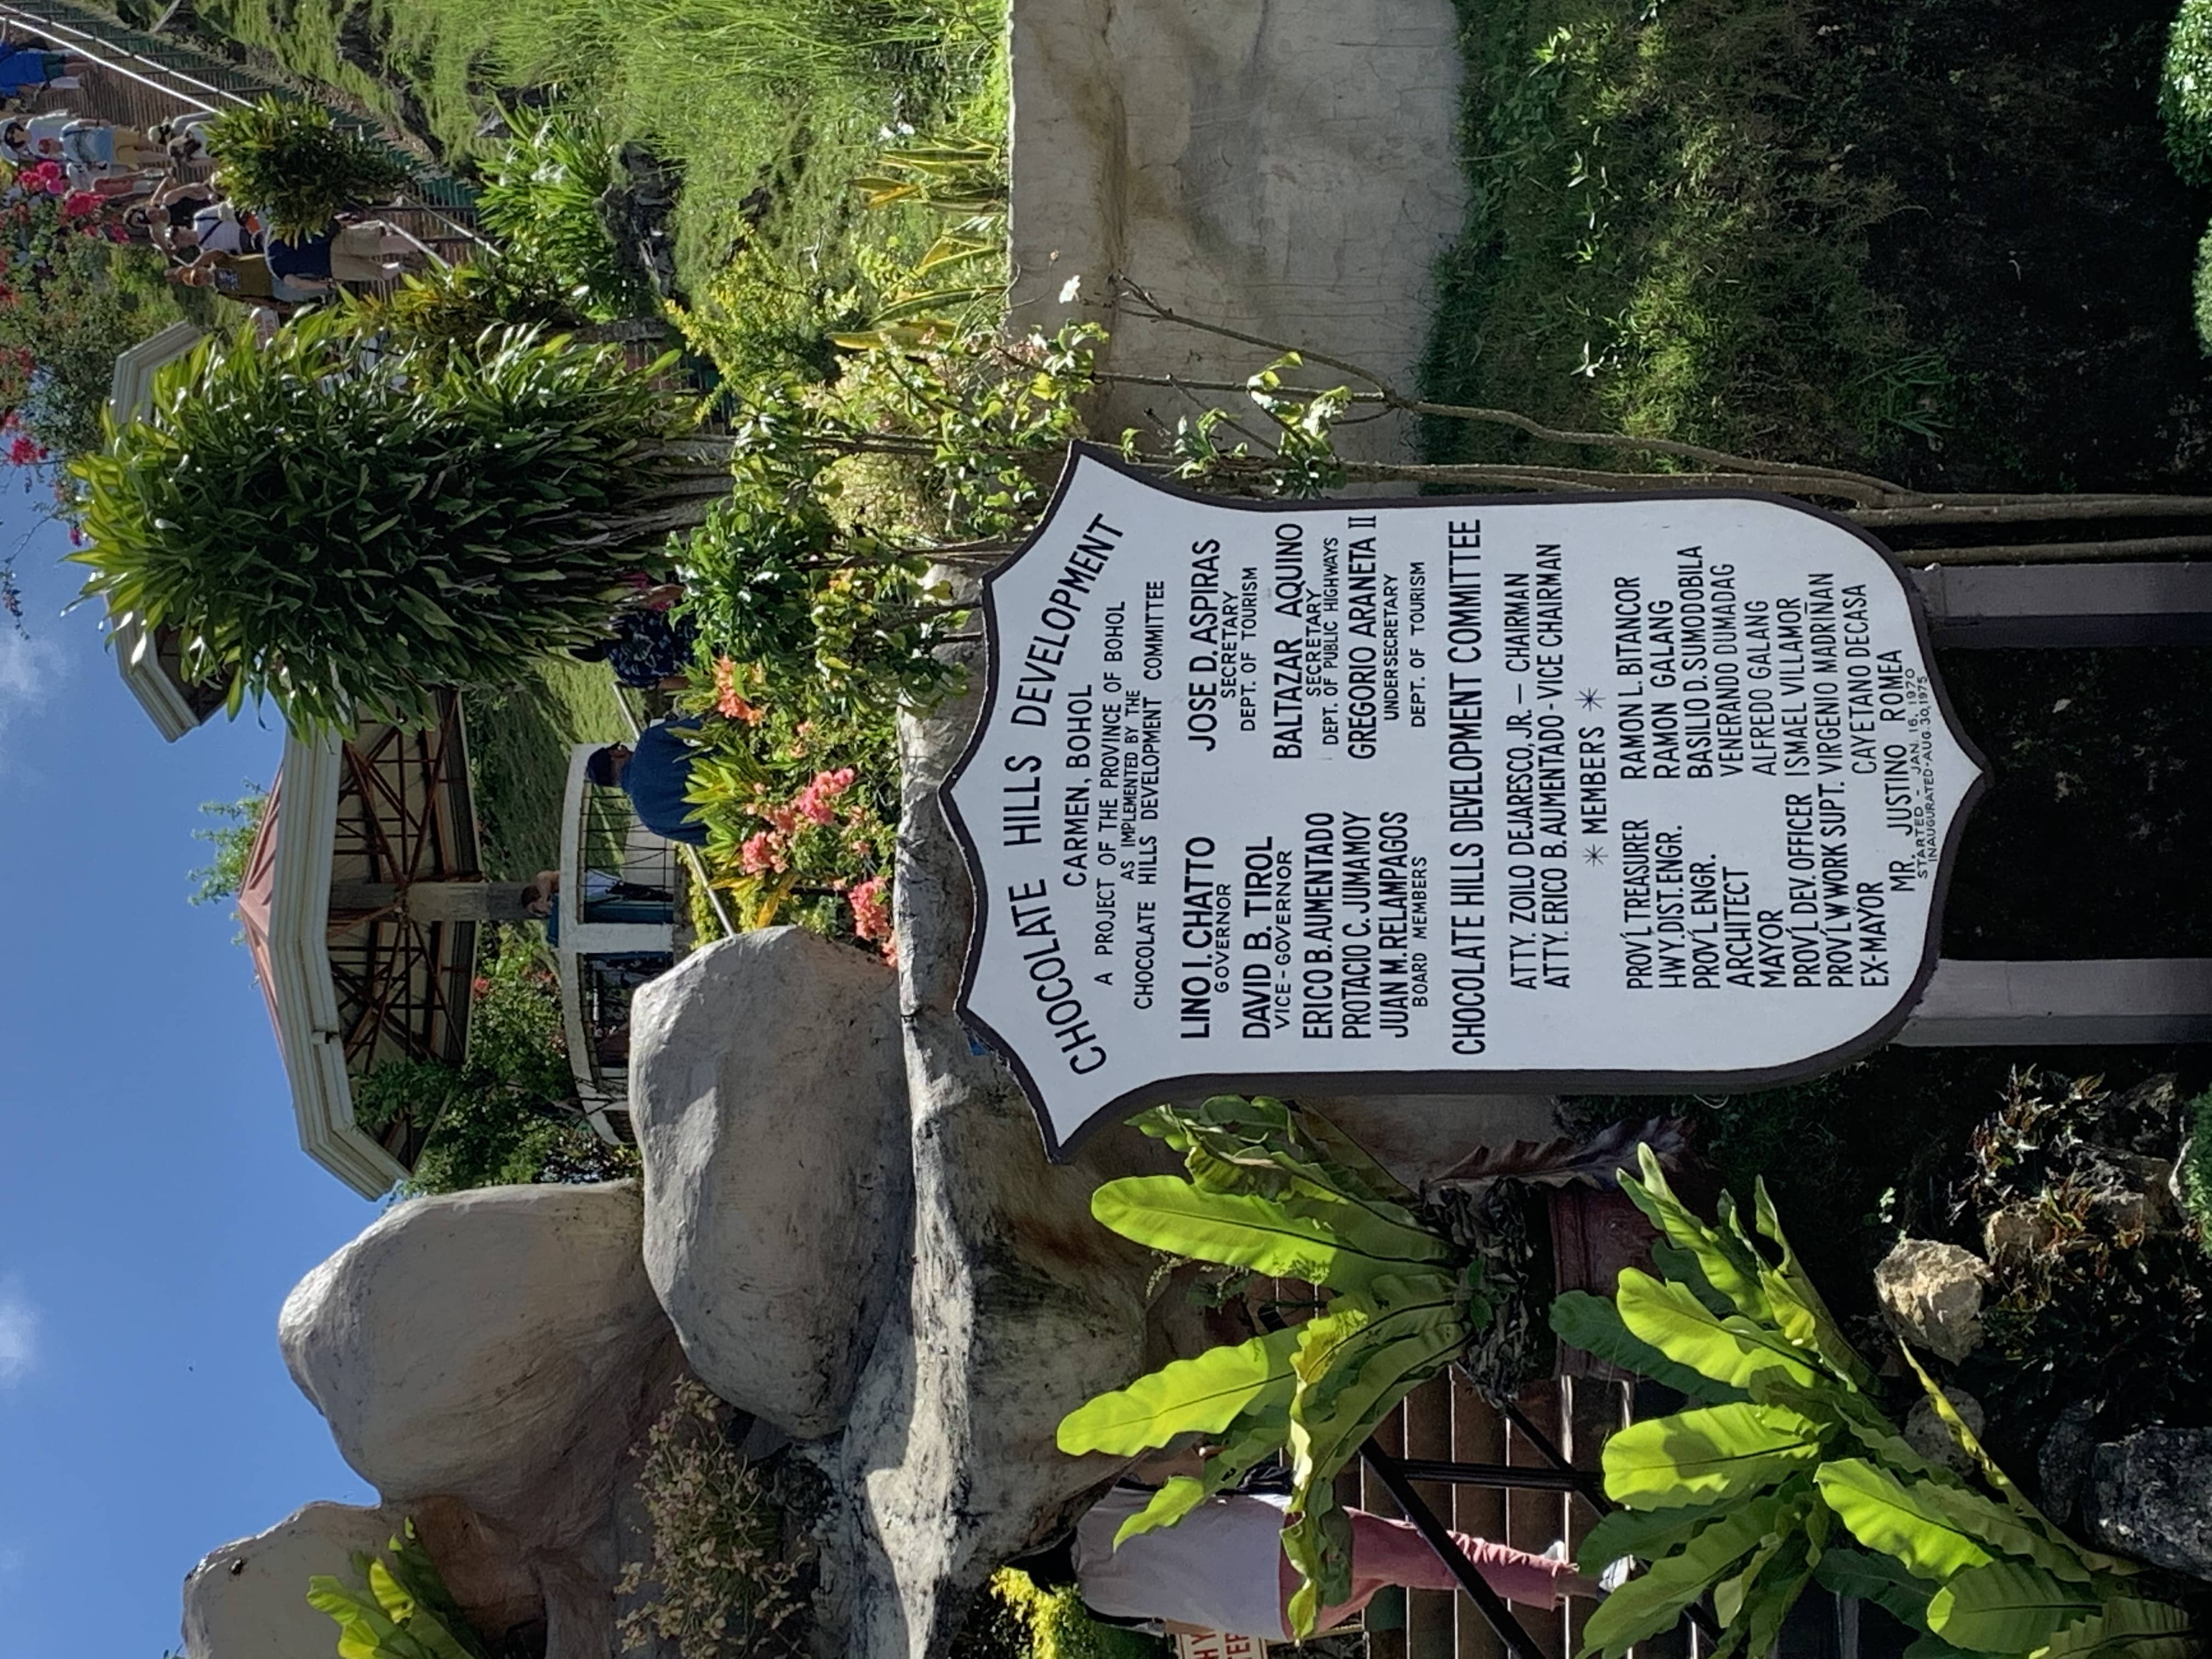 CHOCOLATE HILLS DEVELOPMENT
CARMEN, BOHOL
A PROJECT OF THE PROVINCE OF BOHOL
AS IMPLEMENTED BY THE
CHOCOLATE HILLS DEVELOPMENT COMMITTEE
LINO I. CHATTO
GOVERNOR
DAVID B. TIROL
VICE-GOVERNOR
ERICO B. AUMENTADO
PROTACIO C. JUMAMOY
JUAN M. RELAMPAGOS
BOARD MEMBERS
JOSE D. ASPIRAS
SECRETARY
DEPT. OF TOURISM
BALTAZAR AQUINO
SECRETARY
DEPT. OF PUBLIC HIGHWAYS
GREGORIO ARANETA II
UNDERSECRETARY
DEPT. OF TOURISM
CHOCOLATE HILLS DEVELOPMENT COMMITTEE
ATTY. ZOILO DEJARESCO, JR. — CHAIRMAN
ATTY. ERICO B. AUMENTADO - VICE CHAIRMAN
* MEMBERS *
PROV'L TREASURER RAMON L. BITANCOR
HWY. DIST. ENGR. RAMON GALANG
PROV'L ENGR. BASILIO D. SUMODOBILA
ARCHITECT VENERANDO DUMADAG
MAYOR ALFREDO GALANG
PROV'L DEV. OFFICER ISMAEL VILLAMOR
PROV'L W WORK SUPT. VIRGENIO MADRIÑAN
EX-MAYOR CAYETANO DECASA
MR. JUSTINO ROMEA
STARTED - JAN. 16, 1970
INAUGURATED - AUG. 30, 1975